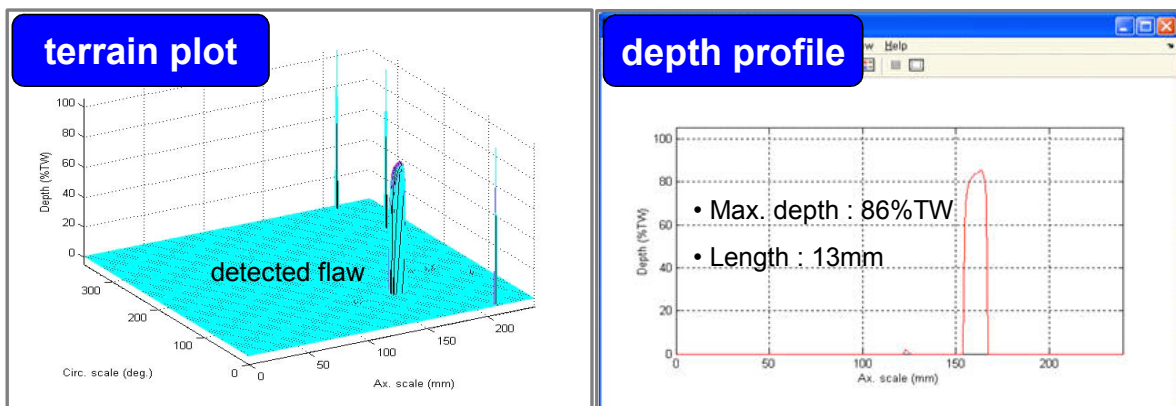 terrain plot
100
80
60
40
20
0
Depth (%TW)
detected flaw
300
200
100
0
Circ. scale (deg.)
0
50
100
150
200
Ax. scale (mm)
depth profile
Help
100
80
60
40
20
0
Depth (%TW)
• Max. depth : 86%TW
• Length : 13mm
0
50
100
150
200
Ax. scale (mm)